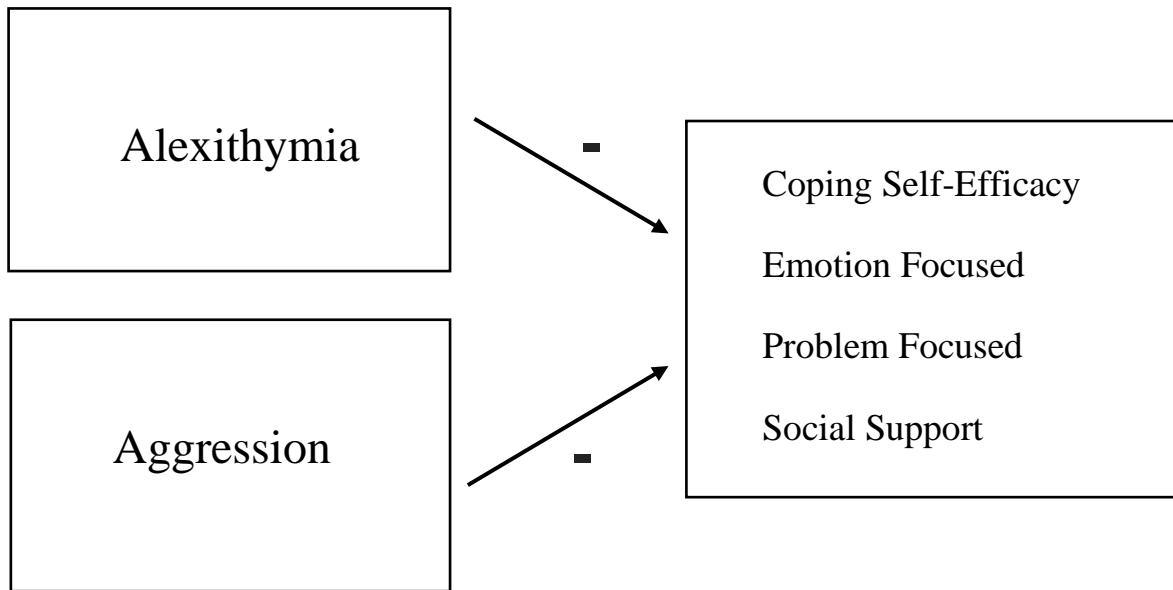 Alexithymia
-
Coping Self-Efficacy
Emotion Focused
Problem Focused
Social Support
Aggression
-